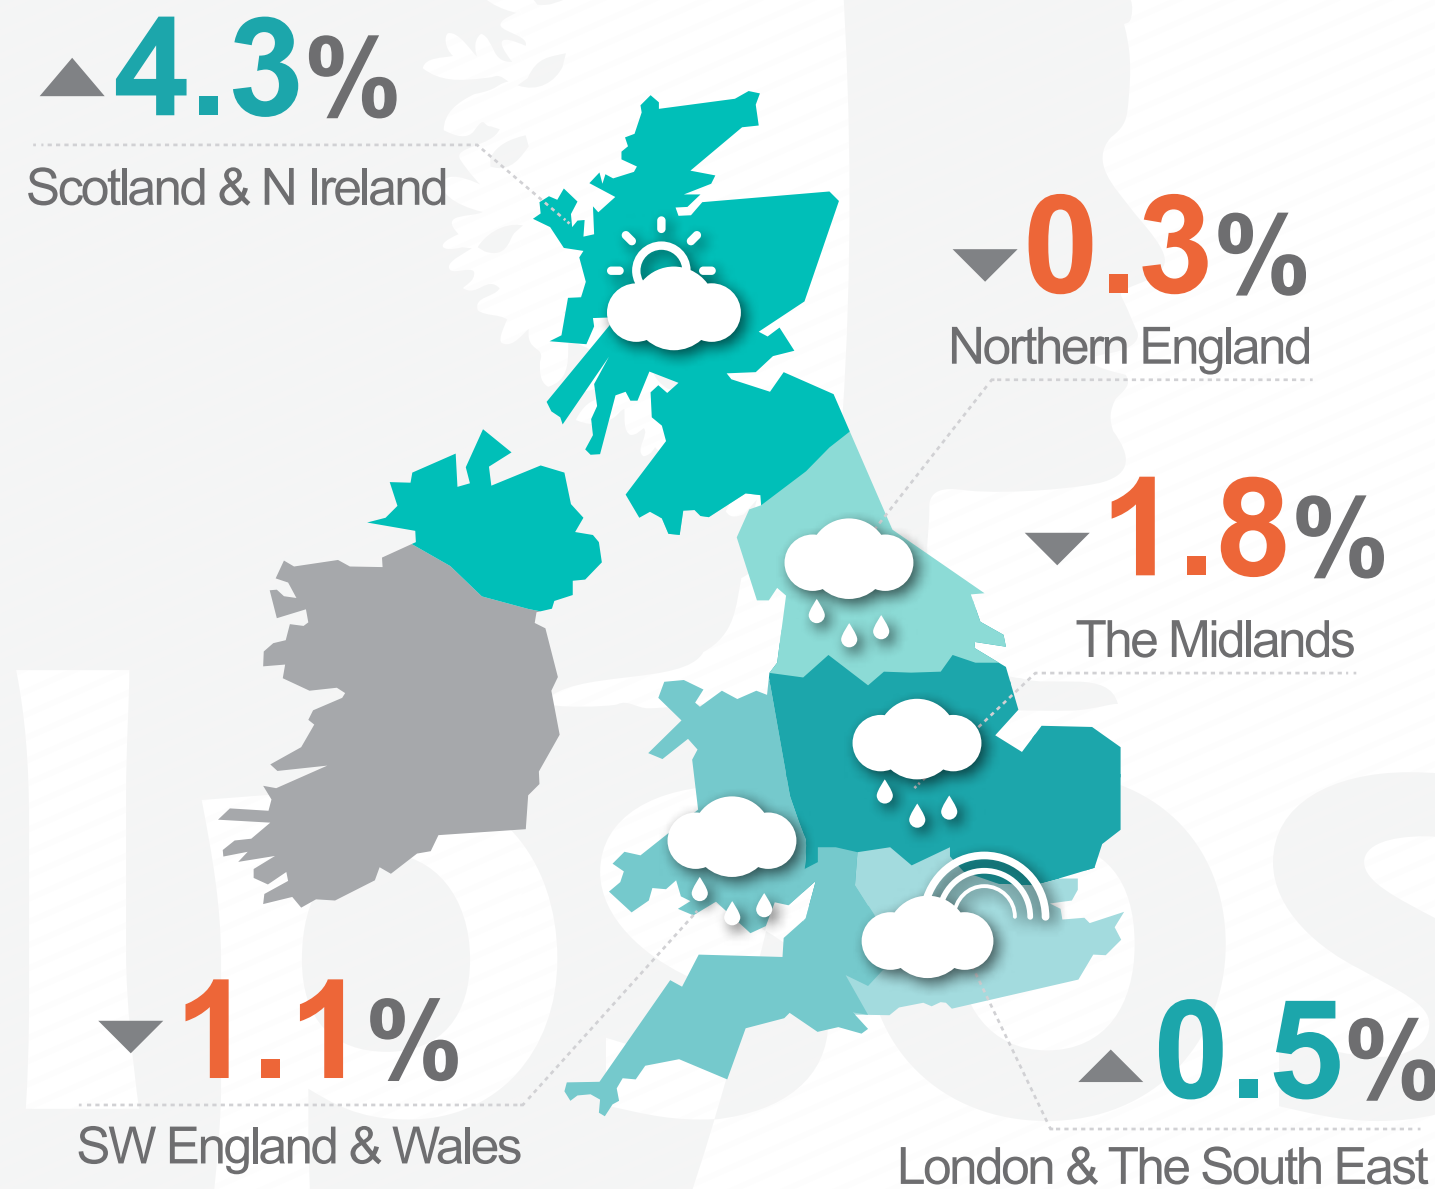 ▲4.3%
Scotland & N Ireland
▼0.3%
Northern England
▼1.8%
The Midlands
▼1.1%
SW England & Wales
▲0.5%
London & The South East
Ipsos